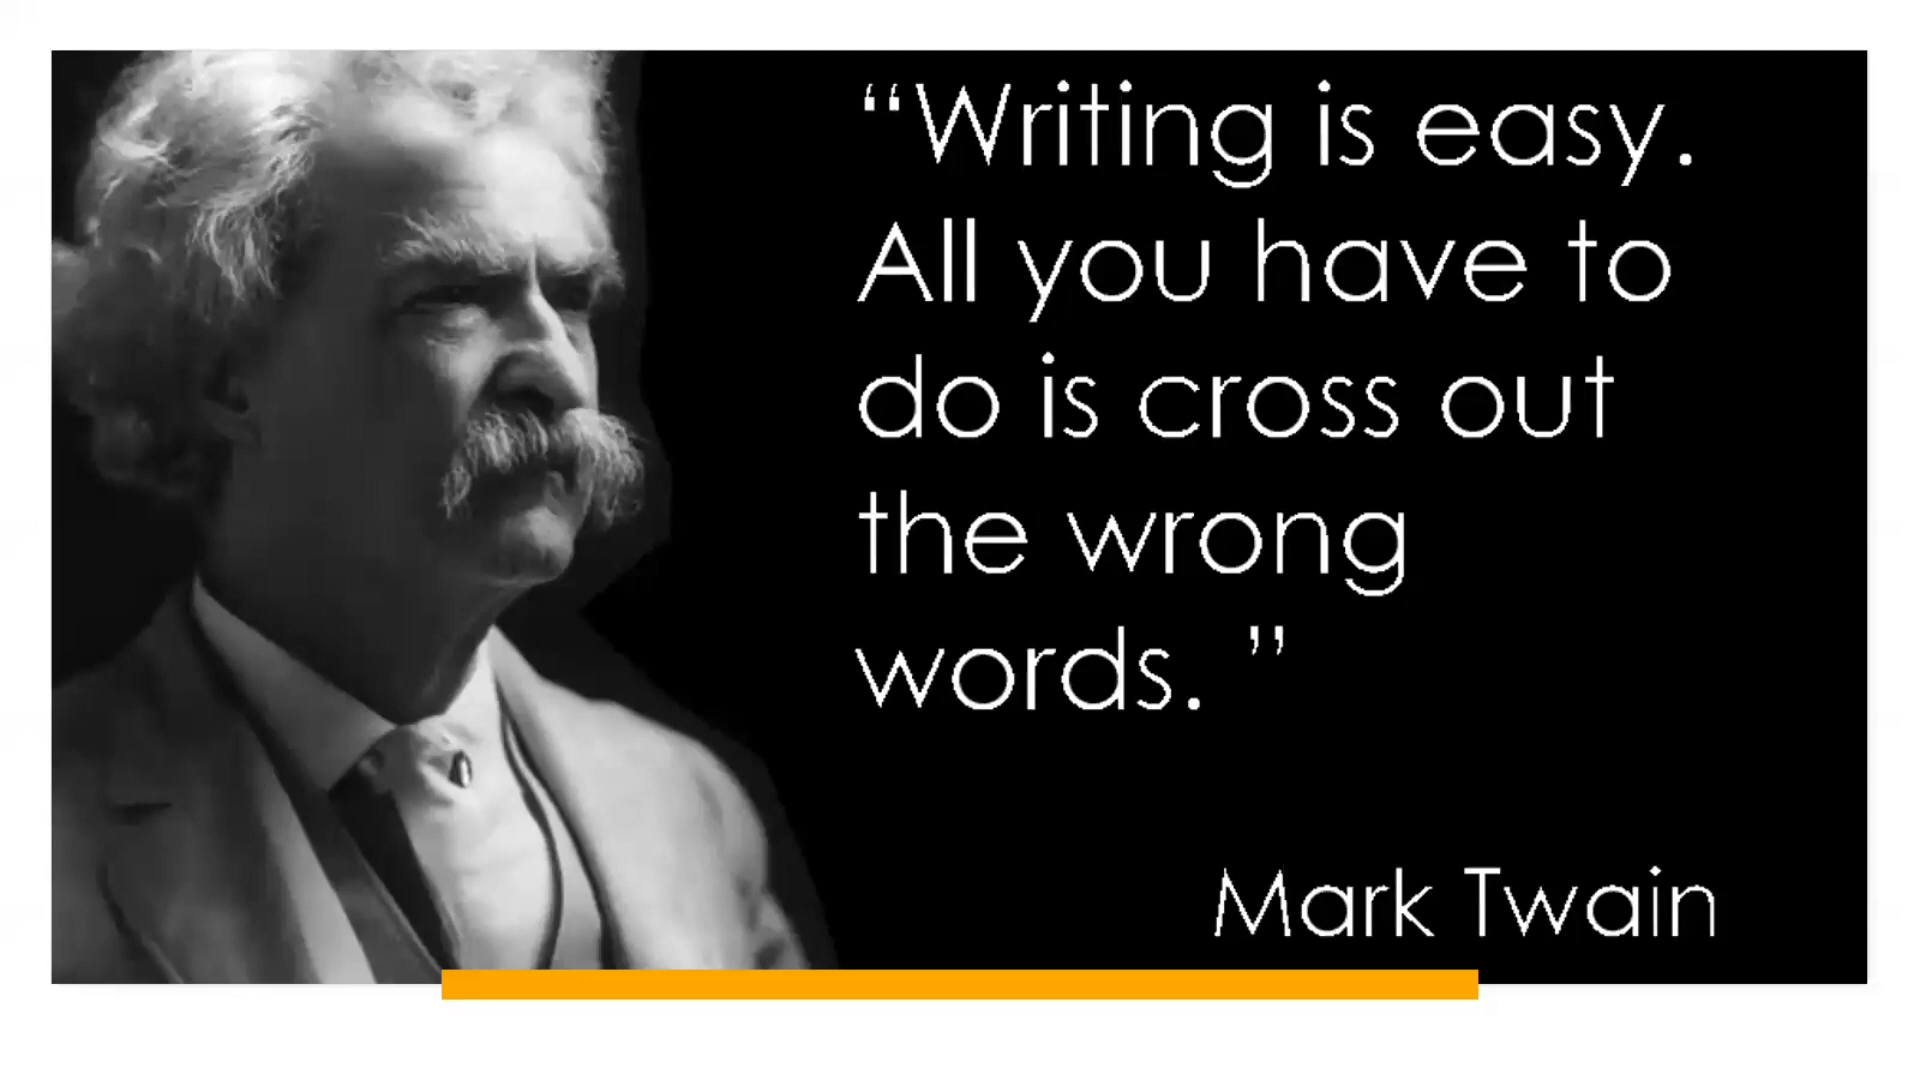 “Writing is easy.
All you have to
do is cross out
the wrong
words. ”
Mark Twain